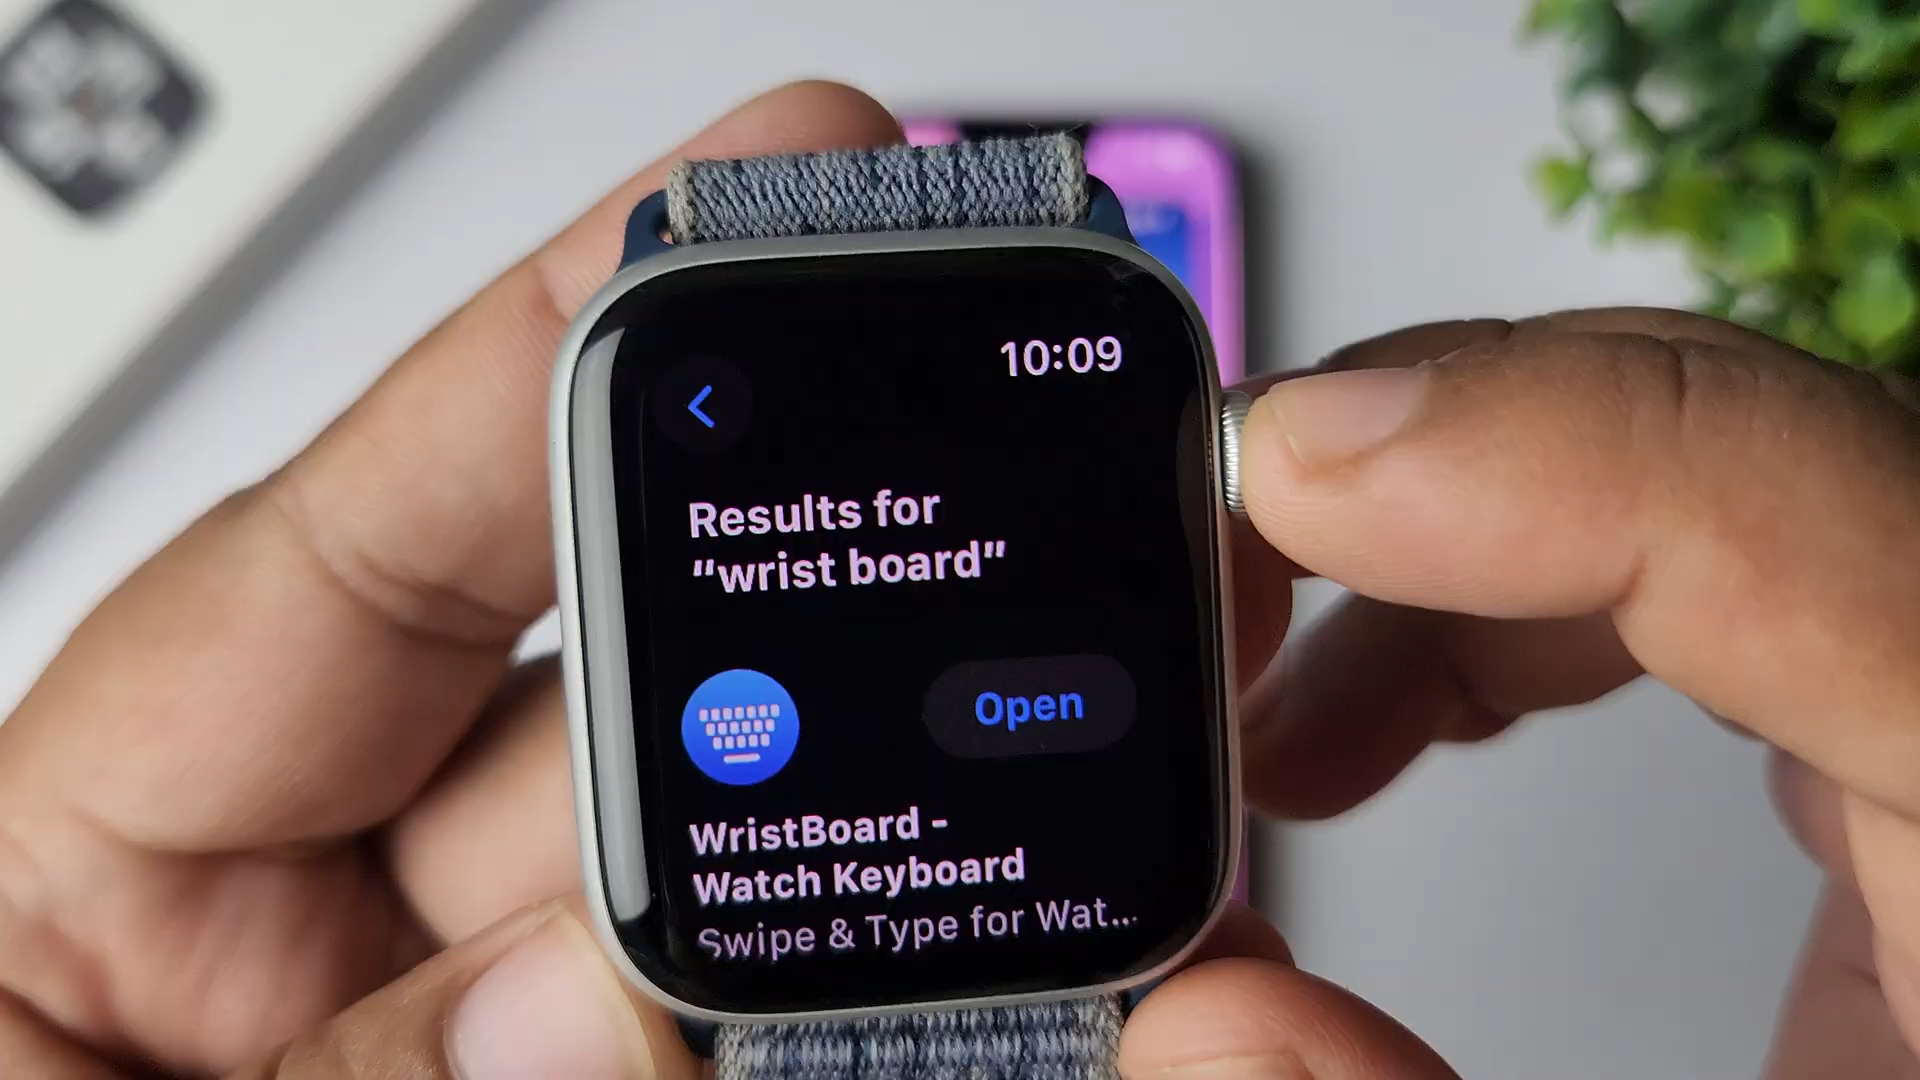 10:09
Results for
“wrist board”
Open
WristBoard -
Watch Keyboard
Swipe & Type for Wat...